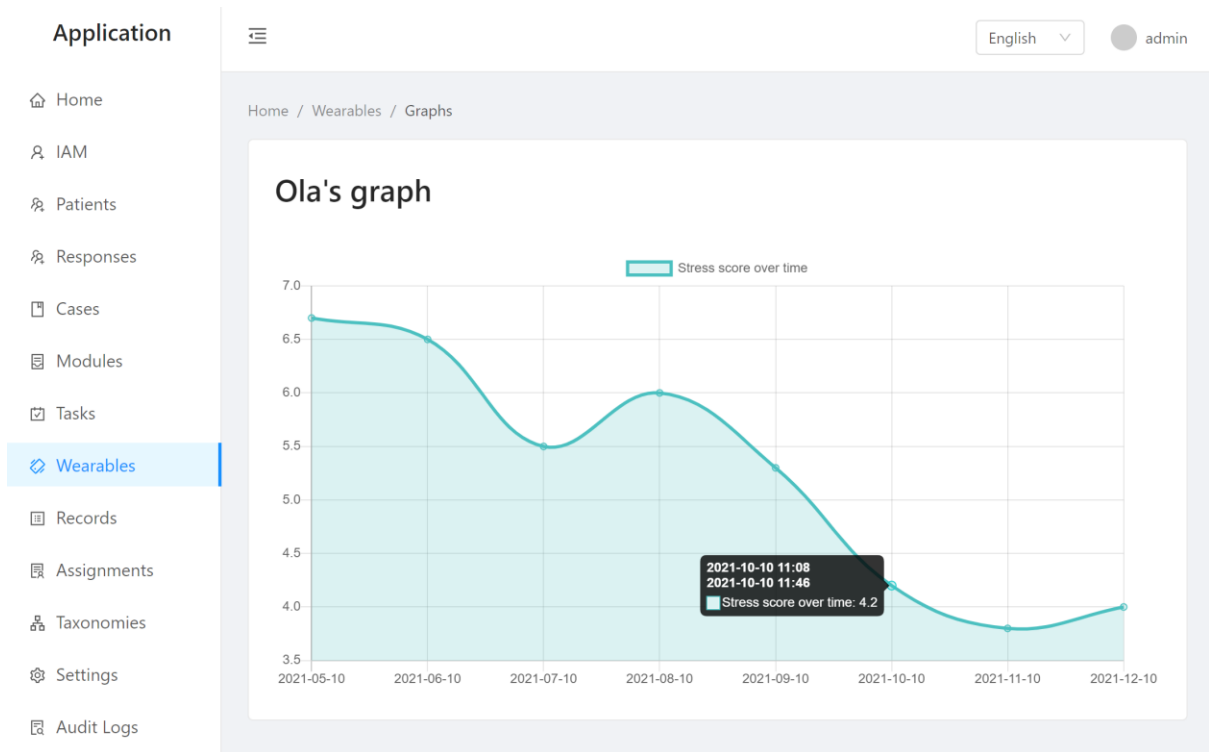 Application
English
admin
Home
IAM
Patients
Responses
Cases
Modules
Tasks
Wearables
Records
Assignments
Taxonomies
Settings
Audit Logs
Home / Wearables / Graphs
Ola's graph
Stress score over time
7.0
6.5
6.0
5.5
5.0
4.5
4.0
3.5
2021-10-10 11:08
2021-10-10 11:46
Stress score over time: 4.2
2021-05-10 2021-06-10 2021-07-10 2021-08-10 2021-09-10 2021-10-10 2021-11-10 2021-12-10